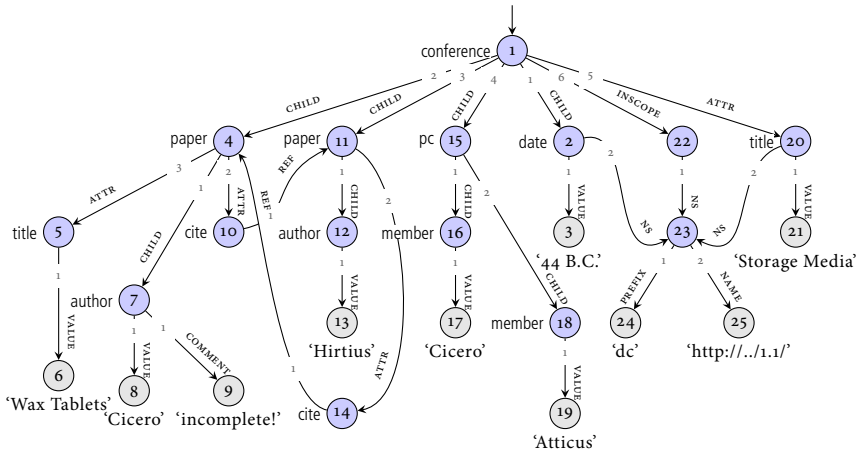 conference 1
2 3 4 1 6 5
CHILD CHILD CHILD CHILD INSCOPE ATTR
paper 4 paper 11 pc 15 date 2 22 title 20
3 1 2 1 2 1 2 1 2 1 2 1
ATTR CHILD ATTR REF REF CHILD CHILD VALUE NS VALUE
1
title 5 cite 10 author 12 member 16 3 NS 23 NS 21
'44 B.C.' 'Storage Media'
1 1 1 1 2
author 7 VALUE VALUE CHILD PREFIX NAME
VALUE 1 1 13 17 member 18 24 25
VALUE COMMENT 'Hirtius' 'Cicero' 'dc' 'http://../1.1/'
6 8 9 1 ATTR 1 VALUE
'Wax Tablets' 'Cicero' 'incomplete!' cite 14 19
'Atticus'